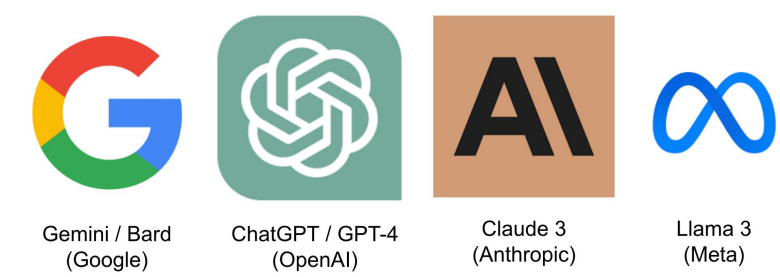 Gemini / Bard
(Google)
ChatGPT / GPT-4
(OpenAI)
Claude 3
(Anthropic)
Llama 3
(Meta)